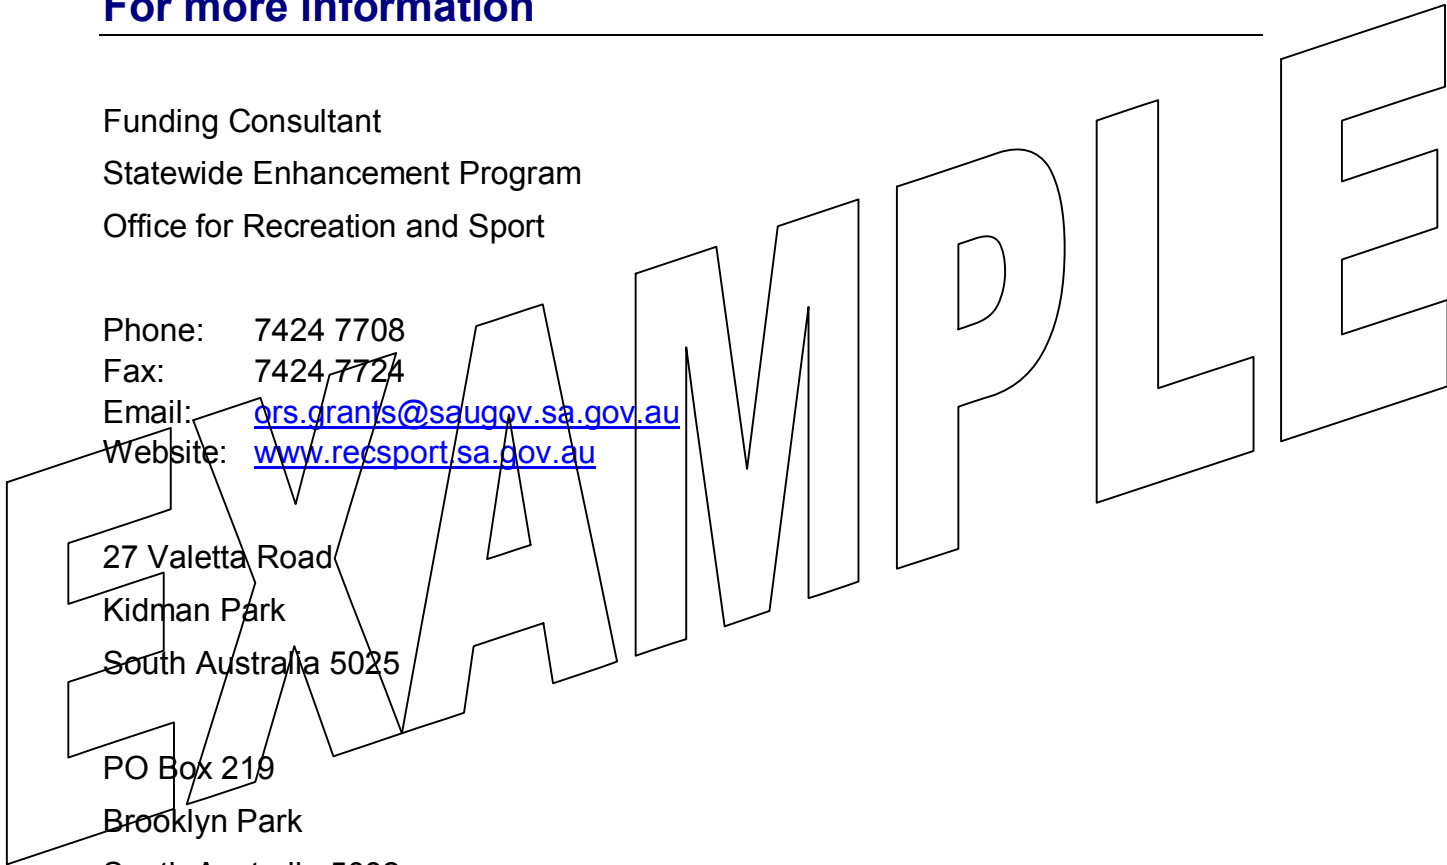 For more information
Funding Consultant
Statewide Enhancement Program
Office for Recreation and Sport
Phone: 7424 7708
Fax: 7424 7724
Email: ors.grants@saugov.sa.gov.au
Website: www.recsport.sa.gov.au
27 Valetta Road
Kidman Park
South Australia 5025
PO Box 219
Brooklyn Park
South Australia
EXAMPLE